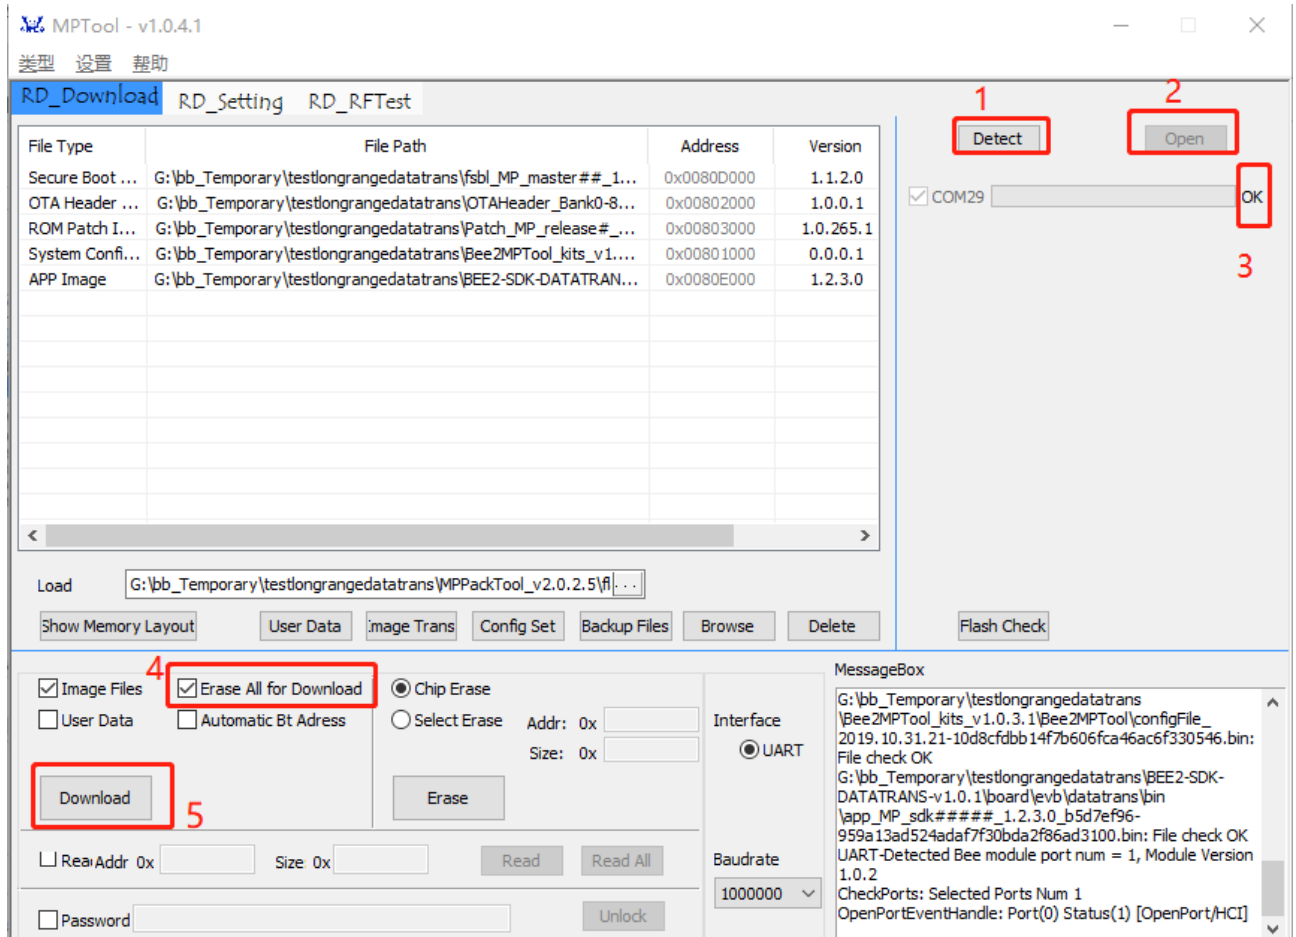 MPTool - v1.0.4.1
类型 设置 帮助
RD_Download RD_Setting RD_RFTest
1
2
Detect Open
File Type File Path Address Version
Secure Boot ... G:\bb_Temporary\testlongrangedatatrans\fsbl_MP_master##_1... 0x0080D000 1.1.2.0
OTA Header ... G:\bb_Temporary\testlongrangedatatrans\OTAHeader_Bank0-8... 0x00802000 1.0.0.1
ROM Patch I... G:\bb_Temporary\testlongrangedatatrans\Patch_MP_release#_... 0x00803000 1.0.265.1
System Confi... G:\bb_Temporary\testlongrangedatatrans\Bee2MPTool_kits_v1.... 0x00801000 0.0.0.1
APP Image G:\bb_Temporary\testlongrangedatatrans\BEE2-SDK-DATATRAN... 0x0080E000 1.2.3.0
COM29 OK
3
Load G:\bb_Temporary\testlongrangedatatrans\MPPackTool_v2.0.2.5\fl ...
Show Memory Layout User Data Image Trans Config Set Backup Files Browse Delete Flash Check
4
Image Files Erase All for Download Chip Erase
User Data Automatic Bt Adress Select Erase Addr: 0x
Size: 0x
Interface
UART
Download 5 Erase
Read Addr 0x Size 0x Read Read All
Baudrate
1000000
Password Unlock
MessageBox
G:\bb_Temporary\testlongrangedatatrans
\Bee2MPTool_kits_v1.0.3.1\Bee2MPTool\configFile_
2019.10.31.21-10d8cfdbb14f7b606fca46ac6f330546.bin:
File check OK
G:\bb_Temporary\testlongrangedatatrans\BEE2-SDK-
DATATRANS-v1.0.1\board\evb\datatrans\bin
\app_MP_sdk#####_1.2.3.0_b5d7ef96-
959a13ad524adaf7f30bda2f86ad3100.bin: File check OK
UART-Detected Bee module port num = 1, Module Version
1.0.2
CheckPorts: Selected Ports Num 1
OpenPortEventHandle: Port(0) Status(1) [OpenPort/HCI]